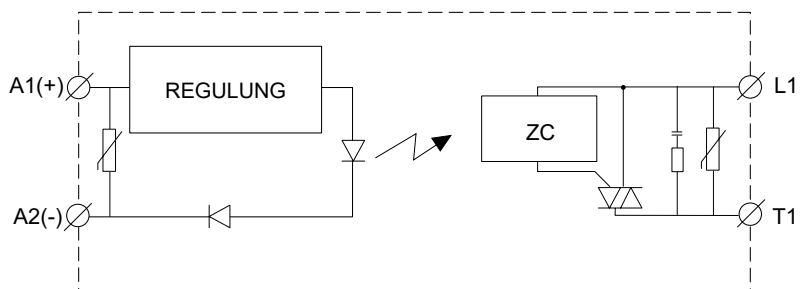 A1(+)
REGULUNG
L1
ZC
A2(-)
T1